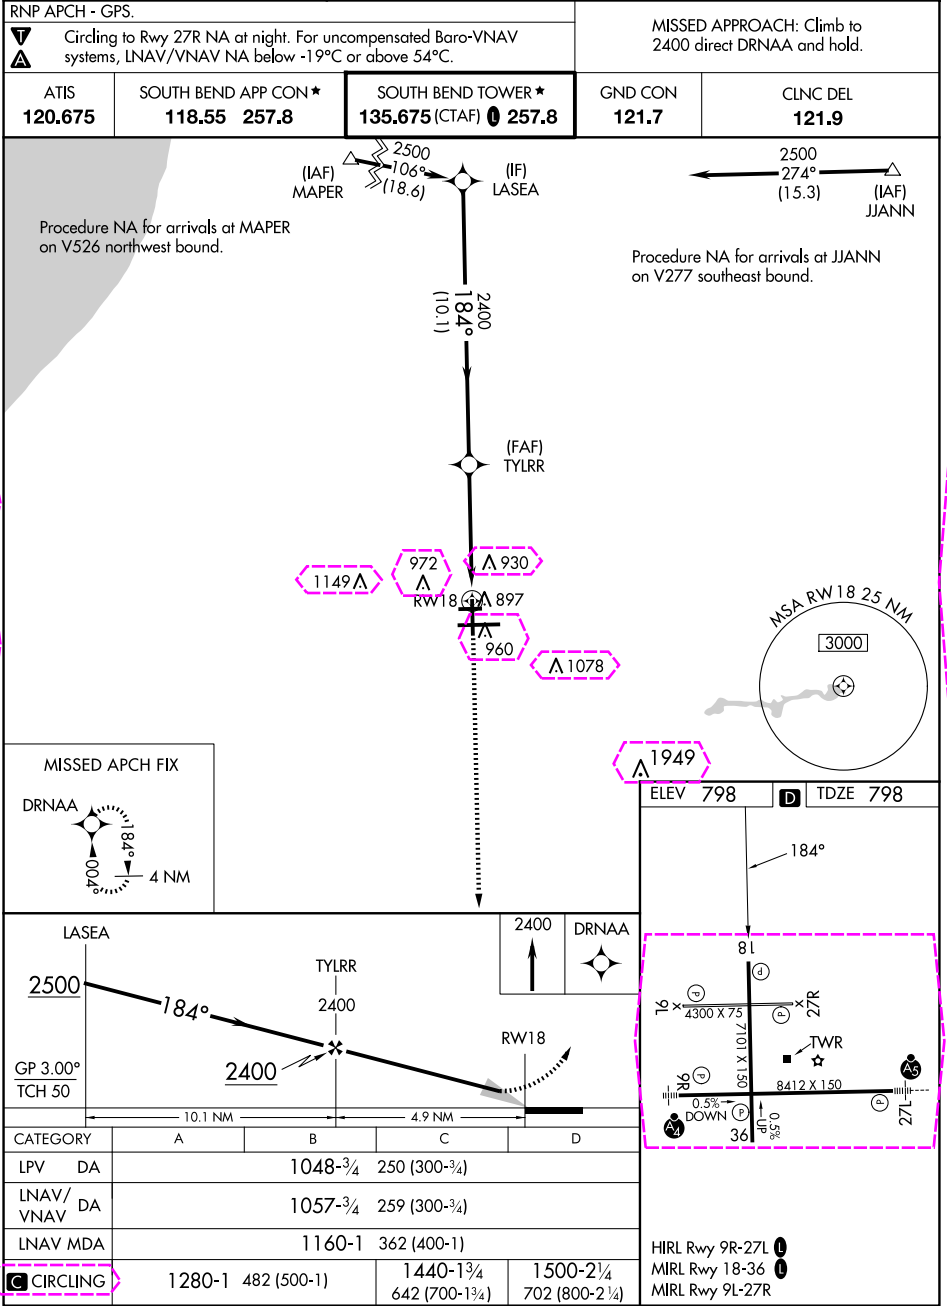 RNP APCH - GPS.
T
A
Circling to Rwy 27R NA at night. For uncompensated Baro-VNAV
systems, LNAV/VNAV NA below -19°C or above 54°C.
MISSED APPROACH: Climb to
2400 direct DRNAA and hold.
ATIS
120.675
SOUTH BEND APP CON★
118.55 257.8
SOUTH BEND TOWER★
135.675 (CTAF) L 257.8
GND CON
121.7
CLNC DEL
121.9
(IAF)
MAPER
2500
106°
(18.6)
(IF)
LASEA
2500
274°
(15.3)
(IAF)
JJANN
Procedure NA for arrivals at MAPER
on V526 northwest bound.
Procedure NA for arrivals at JJANN
on V277 southeast bound.
2400
184°
(10.1)
(FAF)
TYLRR
1149
972
930
RW18
897
960
1078
MSA RW18 25 NM
3000
1949
MISSED APCH FIX
DRNAA
184°
004°
4 NM
ELEV 798
D
TDZE 798
184°
18
P
9L
X
P
4300 X 75
X
27R
P
7101 X 150
TWR
9R
P
8412 X 150
A5
27L
P
0.5%
DOWN
P
0.5%
UP
A4
36
HIRL Rwy 9R-27L L
MIRL Rwy 18-36 L
MIRL Rwy 9L-27R
2400
DRNAA
LASEA
2500
184°
TYLRR
2400
2400
RW18
GP 3.00°
TCH 50
10.1 NM
4.9 NM
CATEGORY A B C D
LPV DA 1048-¾ 250 (300-¾)
LNAV/
VNAV DA 1057-¾ 259 (300-¾)
LNAV MDA 1160-1 362 (400-1)
C CIRCLING
1280-1 482 (500-1)
1440-1¾
642 (700-1¾)
1500-2¼
702 (800-2¼)